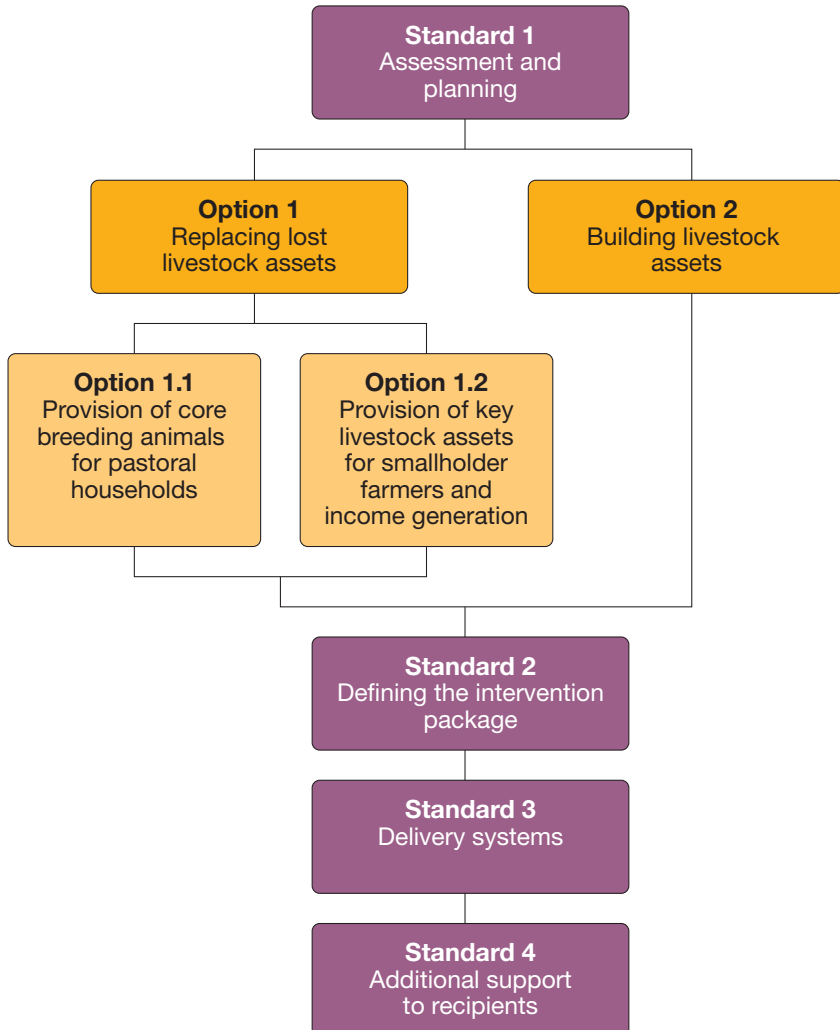 Standard 1
Assessment and
planning
Option 1
Replacing lost
livestock assets
Option 2
Building livestock
assets
Option 1.1
Provision of core
breeding animals
for pastoral
households
Option 1.2
Provision of key
livestock assets
for smallholder
farmers and
income generation
Standard 2
Defining the intervention
package
Standard 3
Delivery systems
Standard 4
Additional support
to recipients